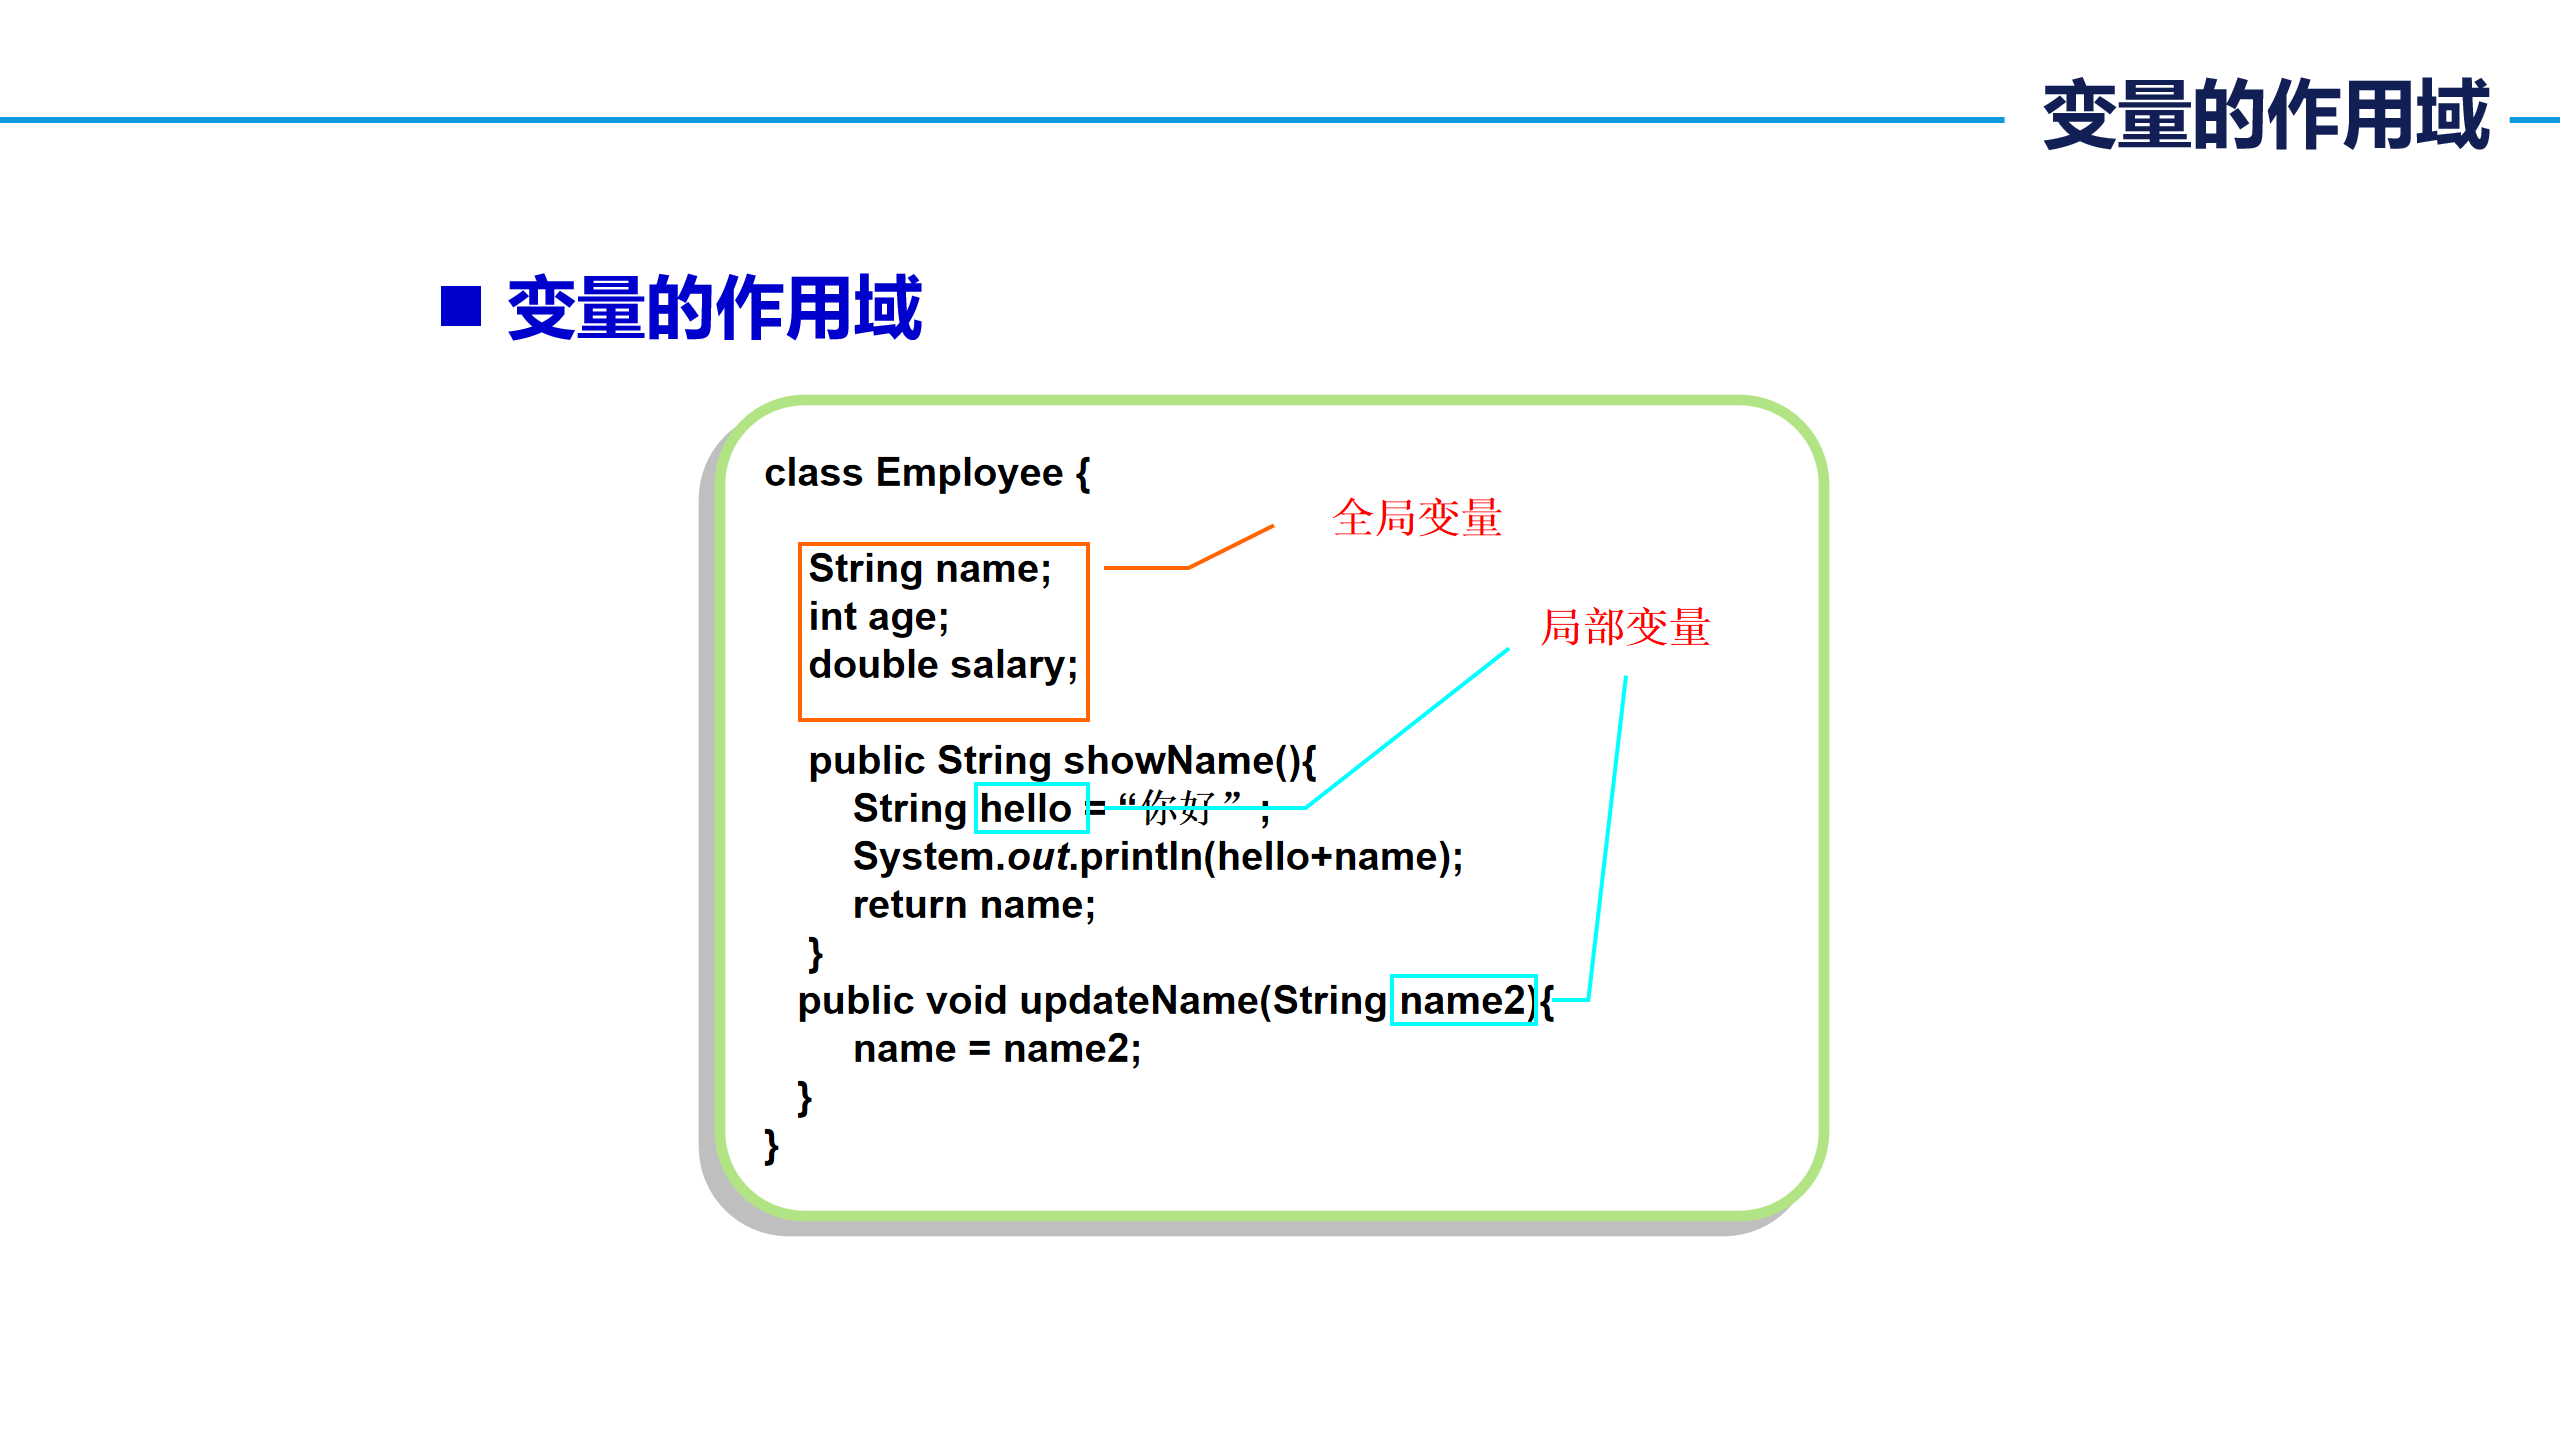 变量的作用域
变量的作用域
class Employee {
全局变量
String name;
int age;
局部变量
double salary;
public String showName(){
String hello = “你好” ;
System.out.println(hello+name);
return name;
}
public void updateName(String name2){
name = name2;
}
}